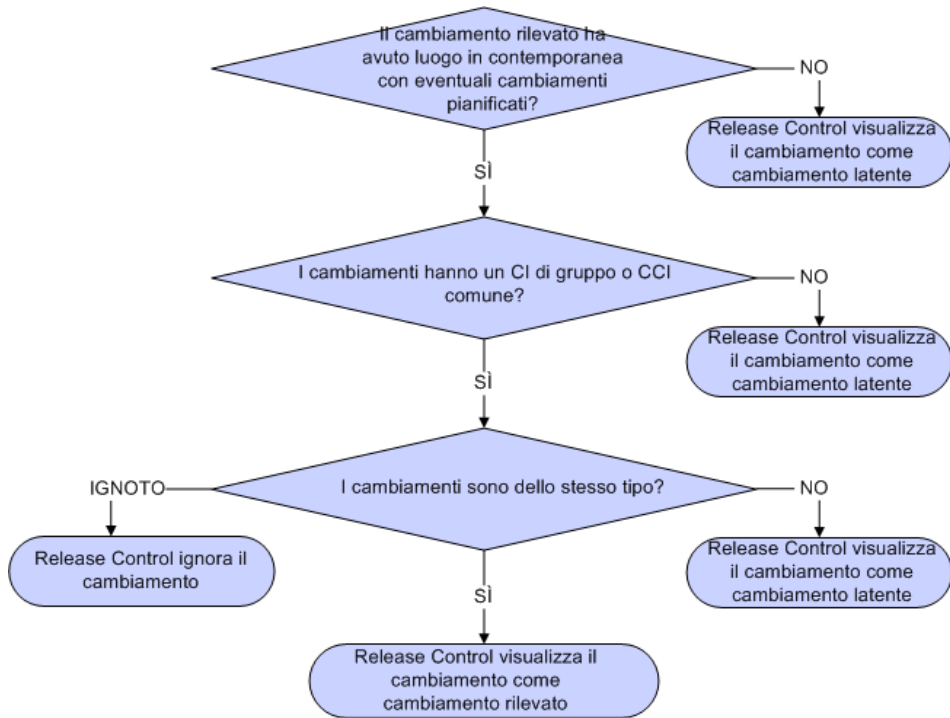 Il cambiamento rilevato ha
avuto luogo in contemporanea
con eventuali cambiamenti
pianificati?
NO
Release Control visualizza
il cambiamento come
cambiamento latente
SÌ
I cambiamenti hanno un CI di gruppo o CCI
comune?
NO
Release Control visualizza
il cambiamento come
cambiamento latente
SÌ
I cambiamenti sono dello stesso tipo?
IGNOTO
NO
Release Control ignora il
cambiamento
Release Control visualizza
il cambiamento come
cambiamento latente
SÌ
Release Control visualizza il
cambiamento come
cambiamento rilevato